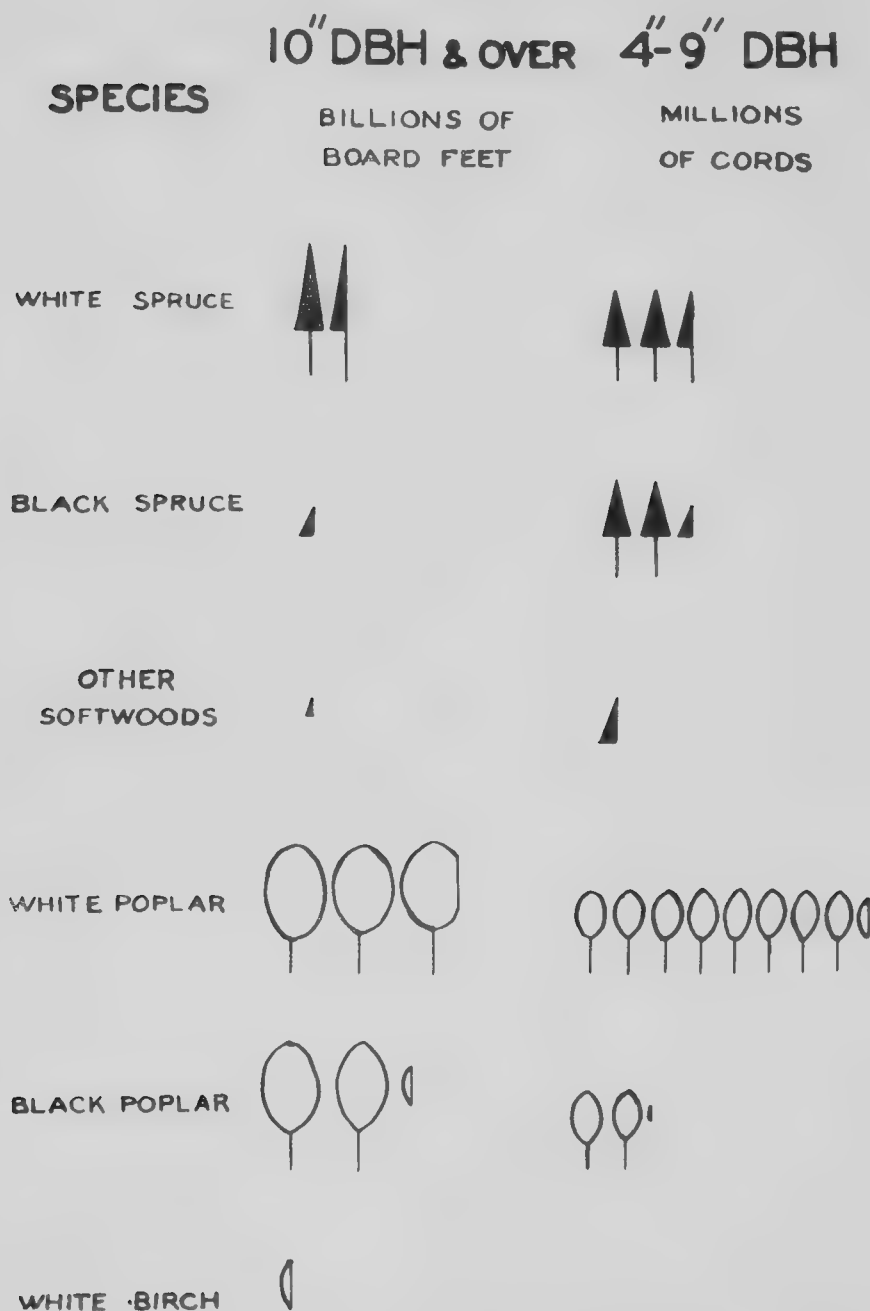 10" DBH & OVER 4"-9" DBH
SPECIES
BILLIONS OF
BOARD FEET
MILLIONS
OF CORDS
WHITE SPRUCE
BLACK SPRUCE
OTHER
SOFTWOODS
WHITE POPLAR
BLACK POPLAR
WHITE BIRCH